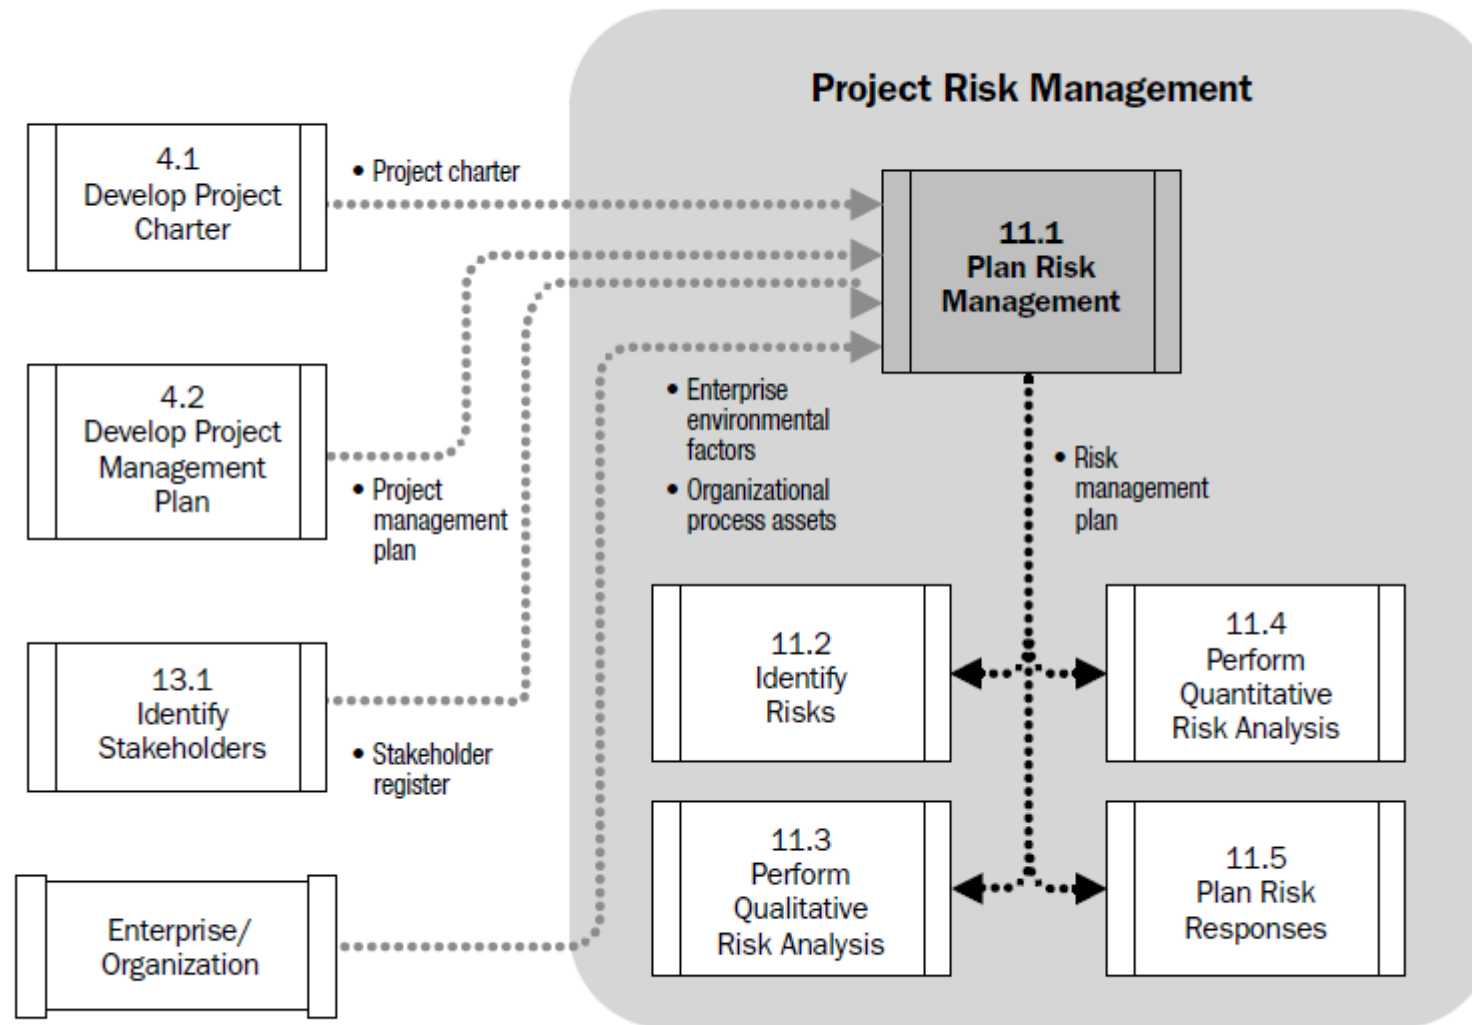 Project Risk Management
4.1
Develop Project
Charter
• Project charter
11.1
Plan Risk
Management
4.2
Develop Project
Management
Plan
• Project
management
plan
• Enterprise
environmental
factors
• Organizational
process assets
• Risk
management
plan
13.1
Identify
Stakeholders
• Stakeholder
register
11.2
Identify
Risks
11.4
Perform
Quantitative
Risk Analysis
11.3
Perform
Qualitative
Risk Analysis
11.5
Plan Risk
Responses
Enterprise/
Organization